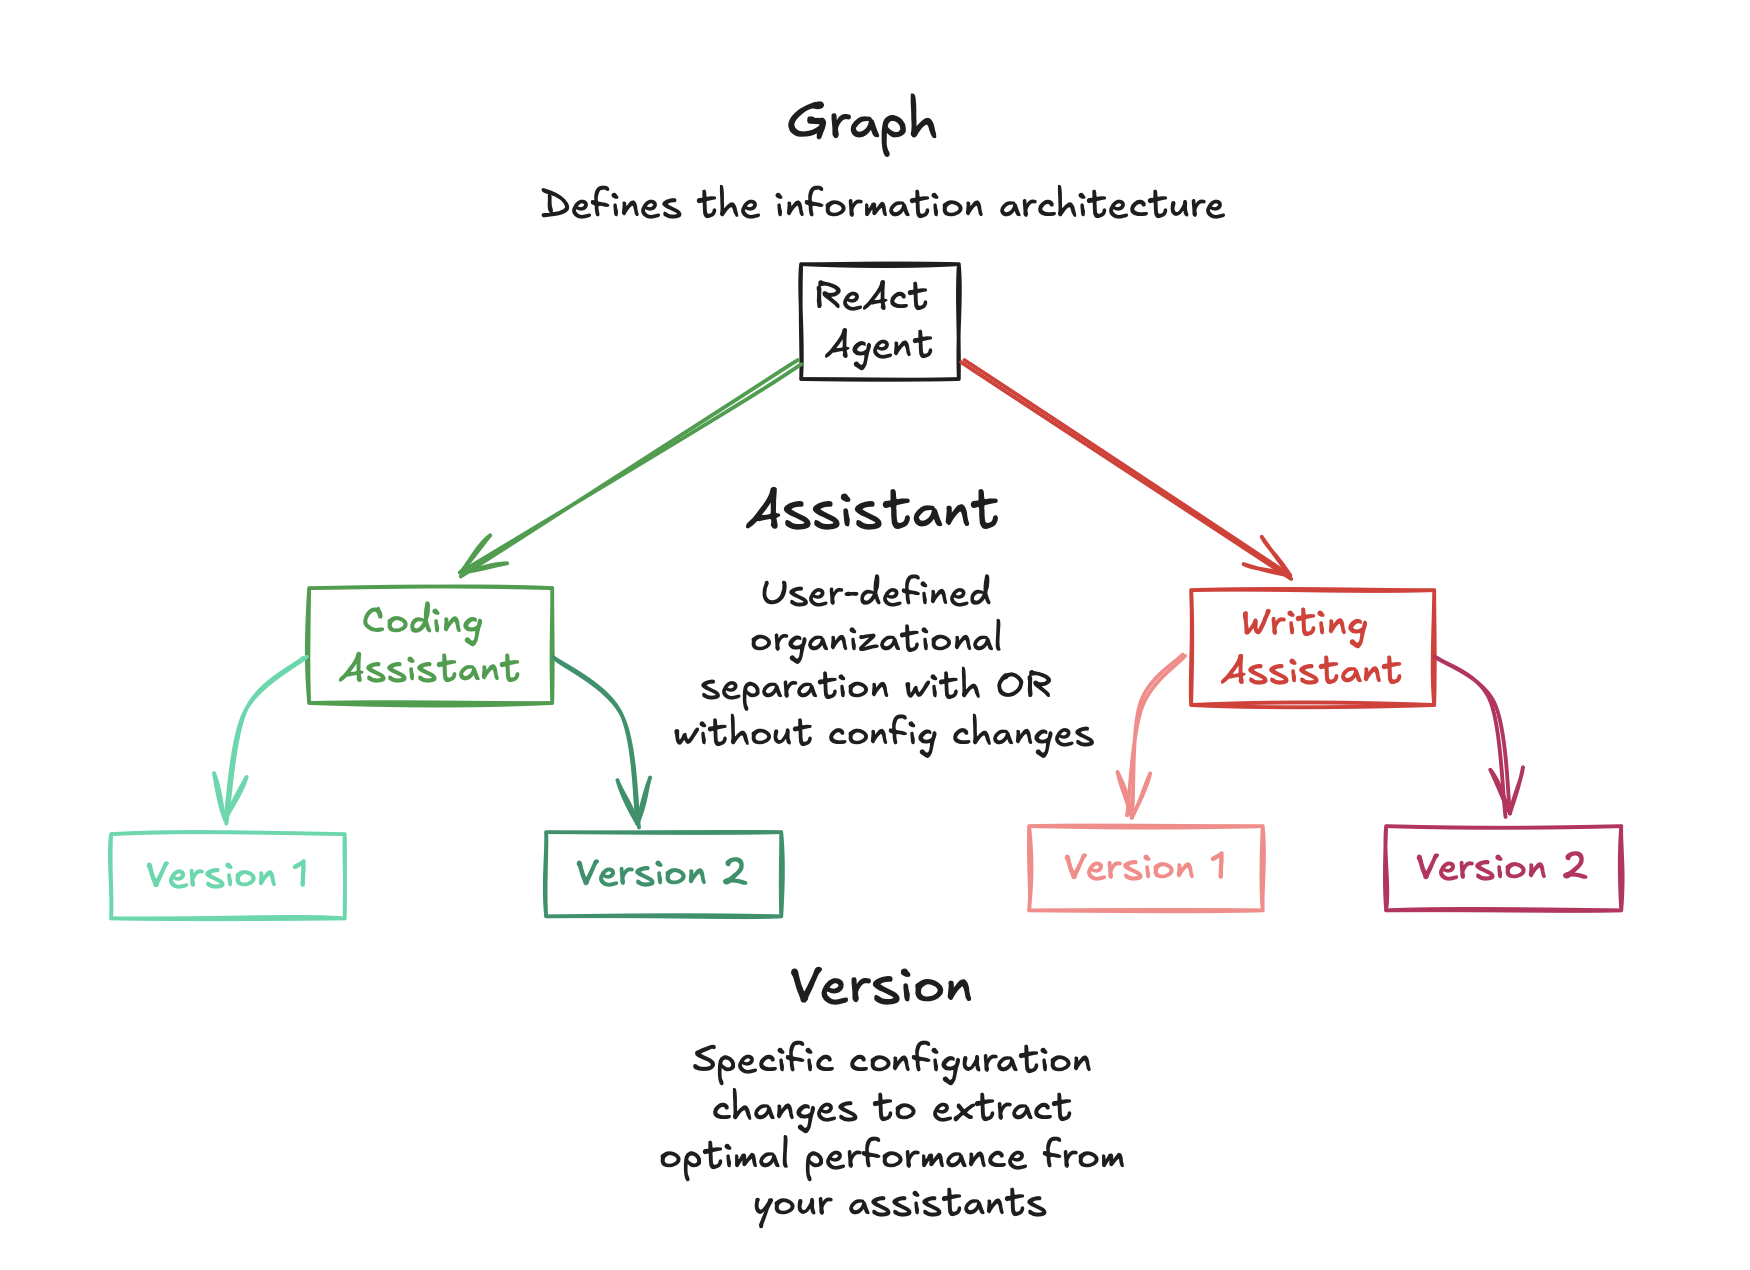 Graph
Defines the information architecture
ReAct
Agent
Assistant
User-defined
organizational
separation with OR
without config changes
Coding
Assistant
Writing
Assistant
Version 1
Version 2
Version 1
Version 2
Version
Specific configuration
changes to extract
optimal performance from
your assistants